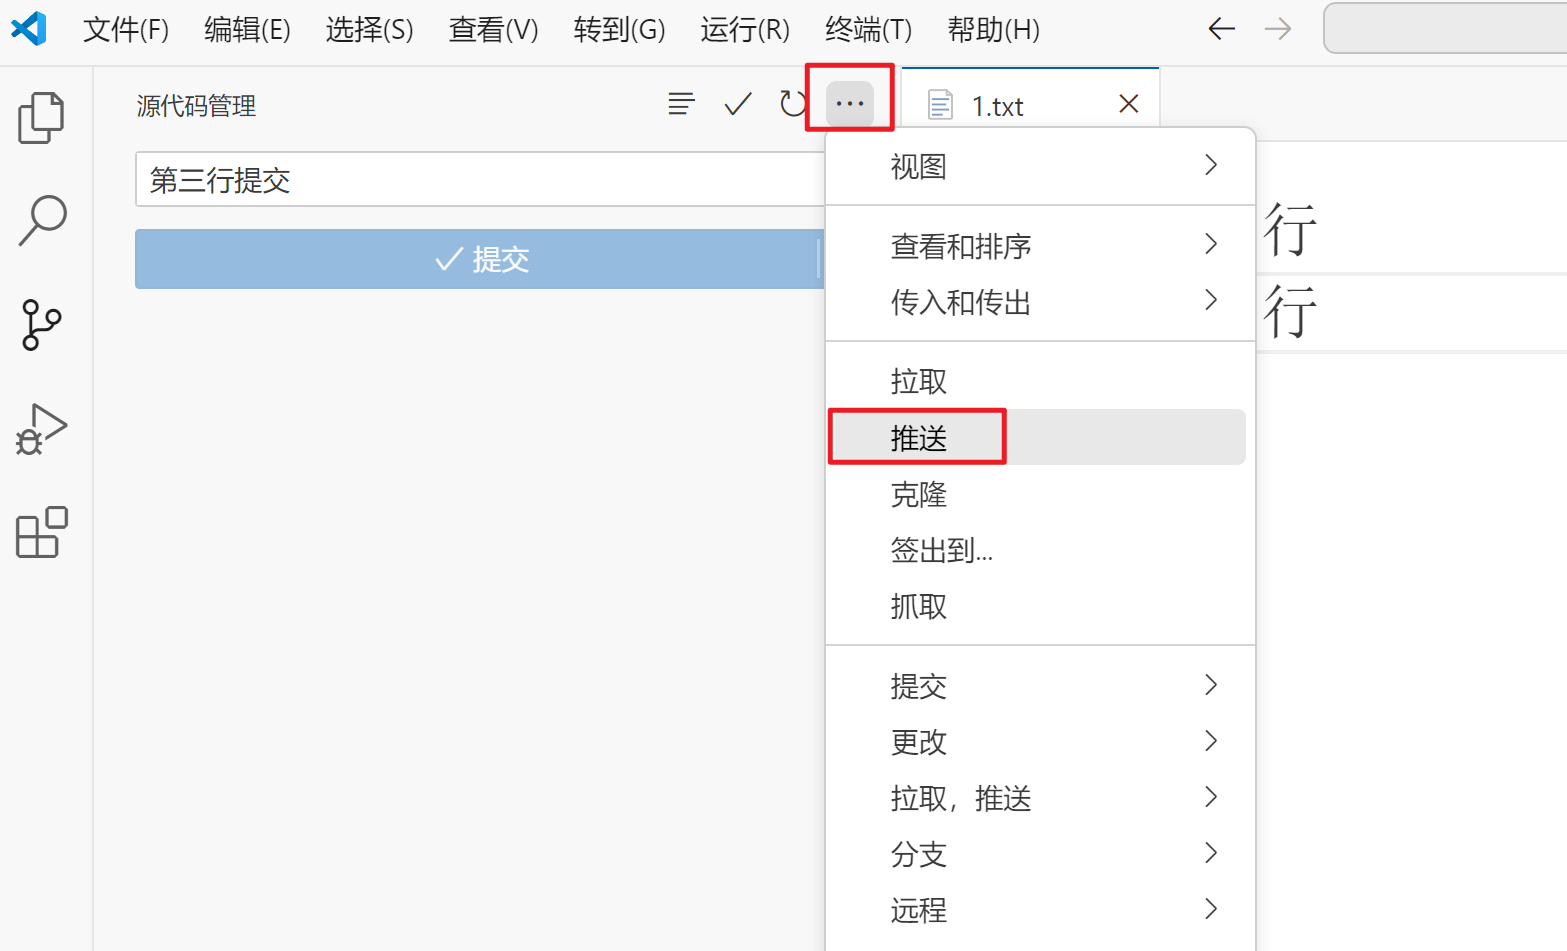 文件(F) 编辑(E) 选择(S) 查看(V) 转到(G) 运行(R) 终端(T) 帮助(H)
源代码管理
1.txt
第三行提交
提交
视图
查看和排序
传入和传出
拉取
推送
克隆
签出到...
抓取
提交
更改
拉取，推送
分支
远程
行
行